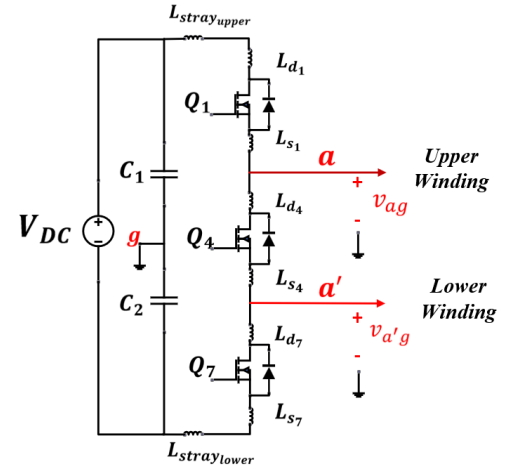 L_stray_upper
L_d1
Q_1
L_s1
C_1
a
Upper
Winding
+
v_ag
-
L_d4
V_DC
+
-
g
Q_4
C_2
L_s4
a'
Lower
Winding
+
v_a'g
-
L_d7
Q_7
L_s7
L_stray_lower